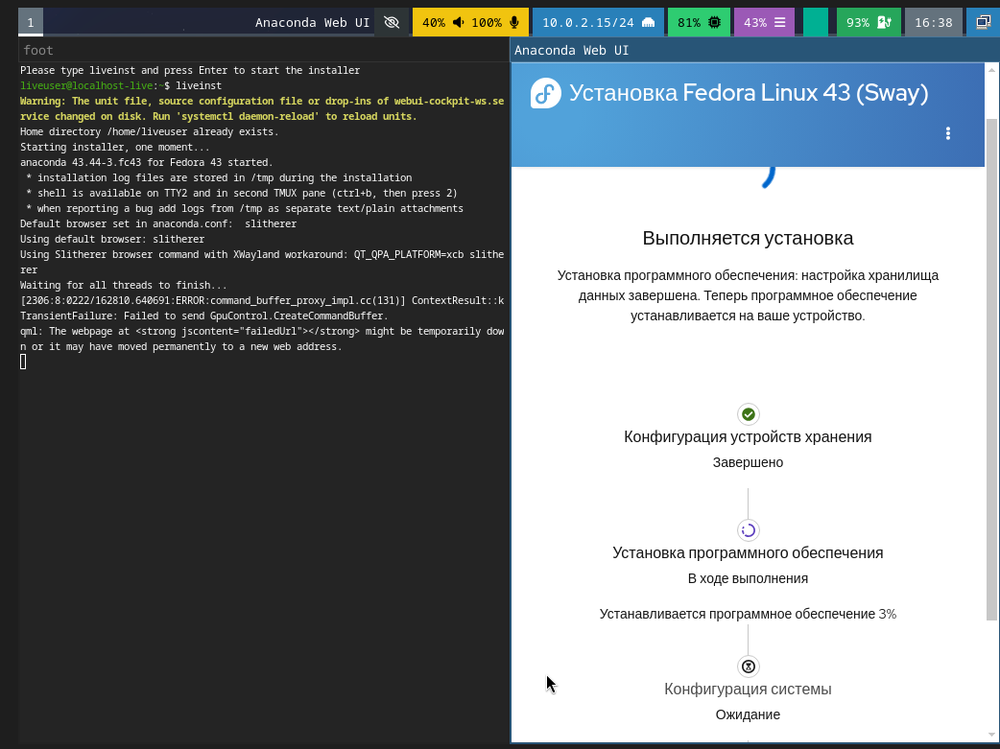 1
Anaconda Web UI
40% 100%
10.0.2.15/24
81%
43%
93%
16:38
foot
Please type liveinst and press Enter to start the installer
liveuser@localhost-live:~$ liveinst
Warning: The unit file, source configuration file or drop-ins of webui-cockpit-ws.se
rvice changed on disk. Run 'systemctl daemon-reload' to reload units.
Home directory /home/liveuser already exists.
Starting installer, one moment...
anaconda 43.44-3.fc43 for Fedora 43 started.
* installation log files are stored in /tmp during the installation
* shell is available on TTY2 and in second TMUX pane (ctrl+b, then press 2)
* when reporting a bug add logs from /tmp as separate text/plain attachments
Default browser set in anaconda.conf:  slitherer
Using default browser: slitherer
Using Slitherer browser command with XWayland workaround: QT_QPA_PLATFORM=xcb slithe
rer
Waiting for all threads to finish...
[2306:8:0222/162810.640691:ERROR:command_buffer_proxy_impl.cc(131)] ContextResult::k
TransientFailure: Failed to send GpuControl.CreateCommandBuffer.
qml: The webpage at <strong jscontent="failedUrl"></strong> might be temporarily dow
n or it may have moved permanently to a new web address.
Anaconda Web UI
Установка Fedora Linux 43 (Sway)
Выполняется установка
Установка программного обеспечения: настройка хранилища
данных завершена. Теперь программное обеспечение
устанавливается на ваше устройство.
Конфигурация устройств хранения
Завершено
Установка программного обеспечения
В ходе выполнения
Устанавливается программное обеспечение 3%
Конфигурация системы
Ожидание